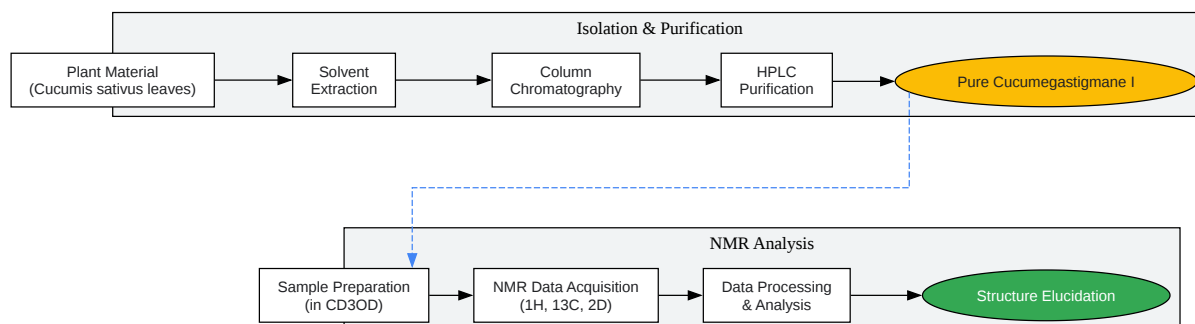 Isolation & Purification
Plant Material
(Cucumis sativus leaves)
Solvent
Extraction
Column
Chromatography
HPLC
Purification
Pure Cucumegastigmane I
NMR Analysis
Sample Preparation
(in CD3OD)
NMR Data Acquisition
(1H, 13C, 2D)
Data Processing
& Analysis
Structure Elucidation